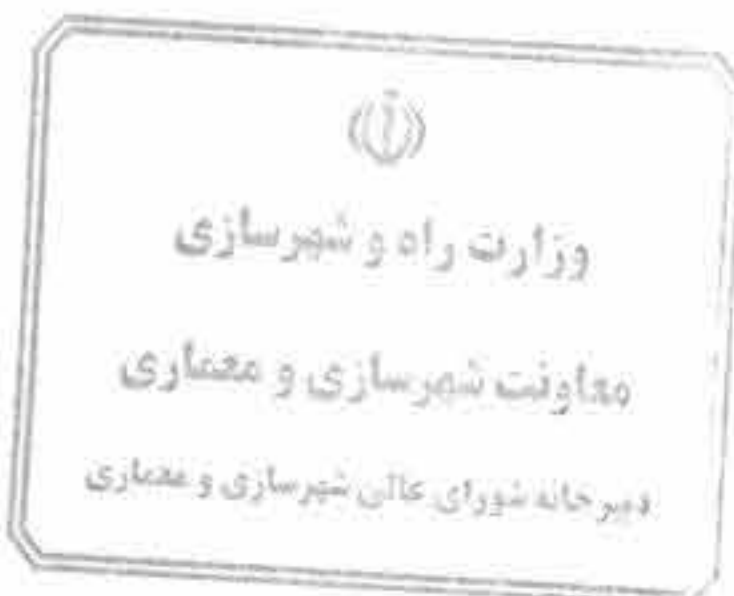 وزارت راه و شهرسازی
معاونت شهرسازی و معماری
دبیرخانه شورای عالی شهرسازی و معماری